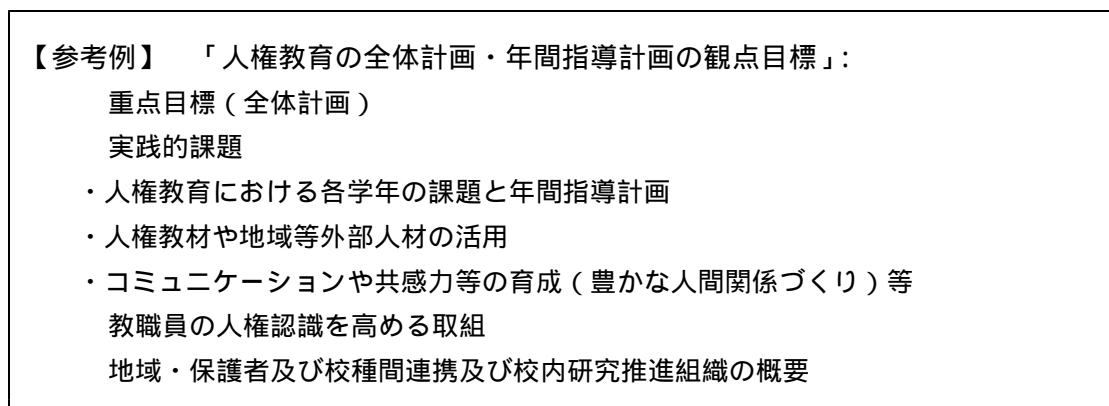 【参考例】　「人権教育の全体計画・年間指導計画の観点目標」：
重点目標（全体計画）
実践的課題
・人権教育における各学年の課題と年間指導計画
・人権教材や地域等外部人材の活用
・コミュニケーションや共感力等の育成（豊かな人間関係づくり）等
教職員の人権認識を高める取組
地域・保護者及び校種間連携及び校内研究推進組織の概要